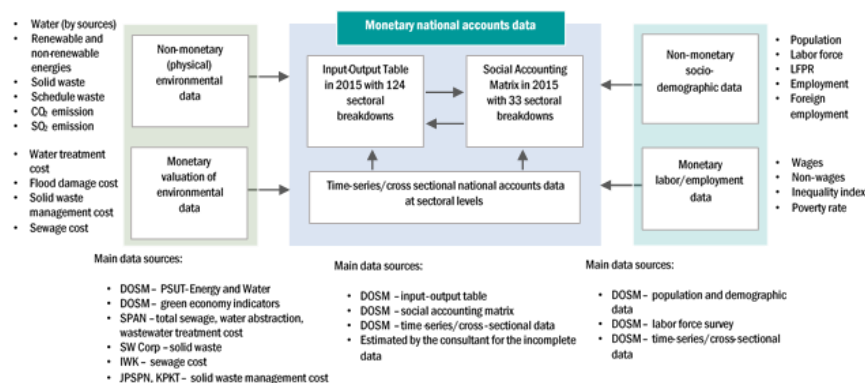 Monetary national accounts data
• Water (by sources)
• Renewable and
non-renewable
energies
• Solid waste
• Schedule waste
• CO₂ emission
• SO₂ emission
Non-monetary
(physical)
environmental
data
Input-Output Table
in 2015 with 124
sectoral
breakdowns
Social Accounting
Matrix in 2015
with 33 sectoral
breakdowns
Non-monetary
socio-
demographic data
• Population
• Labor force
• LFPR
• Employment
• Foreign
employment
• Water treatment
cost
• Flood damage cost
• Solid waste
management cost
• Sewage cost
Monetary
valuation of
environmental
data
Time-series/cross sectional national accounts data
at sectoral levels
Monetary
labor/employment
data
• Wages
• Non-wages
• Inequality index
• Poverty rate
Main data sources:
• DOSM – PSUT-Energy and Water
• DOSM – green economy indicators
• SPAN – total sewage, water abstraction,
wastewater treatment cost
• SW Corp – solid waste
• IWK – sewage cost
• JPSPN, KPKT – solid waste management cost
Main data sources:
• DOSM – input-output table
• DOSM – social accounting matrix
• DOSM – time-series/cross-sectional data
• Estimated by the consultant for the incomplete
data
Main data sources:
• DOSM – population and demographic
data
• DOSM – labor force survey
• DOSM – time-series/cross-sectional
data